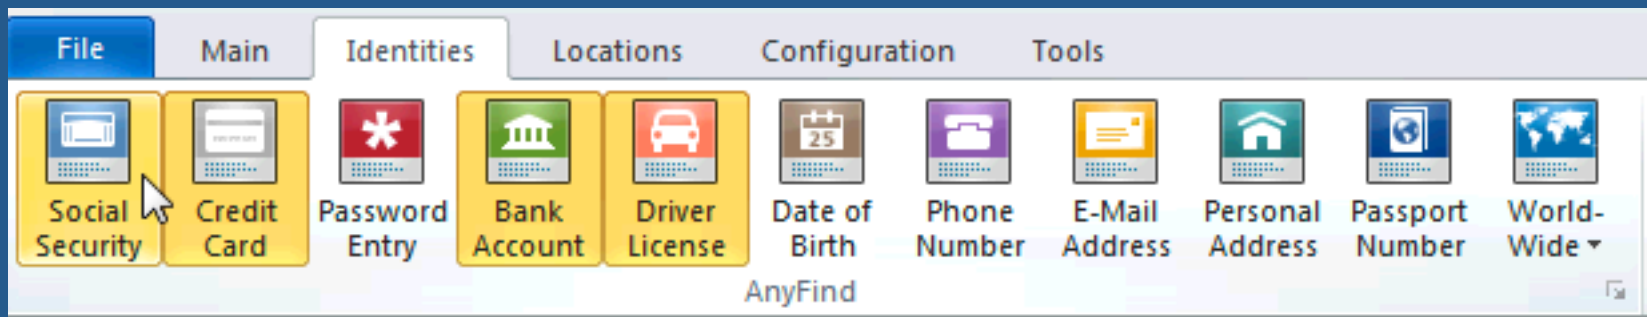 File Main Identities Locations Configuration Tools
25
Social Credit Password Bank Driver Date of Phone E-Mail Personal Passport World-
Security Card Entry Account License Birth Number Address Address Number Wide
AnyFind